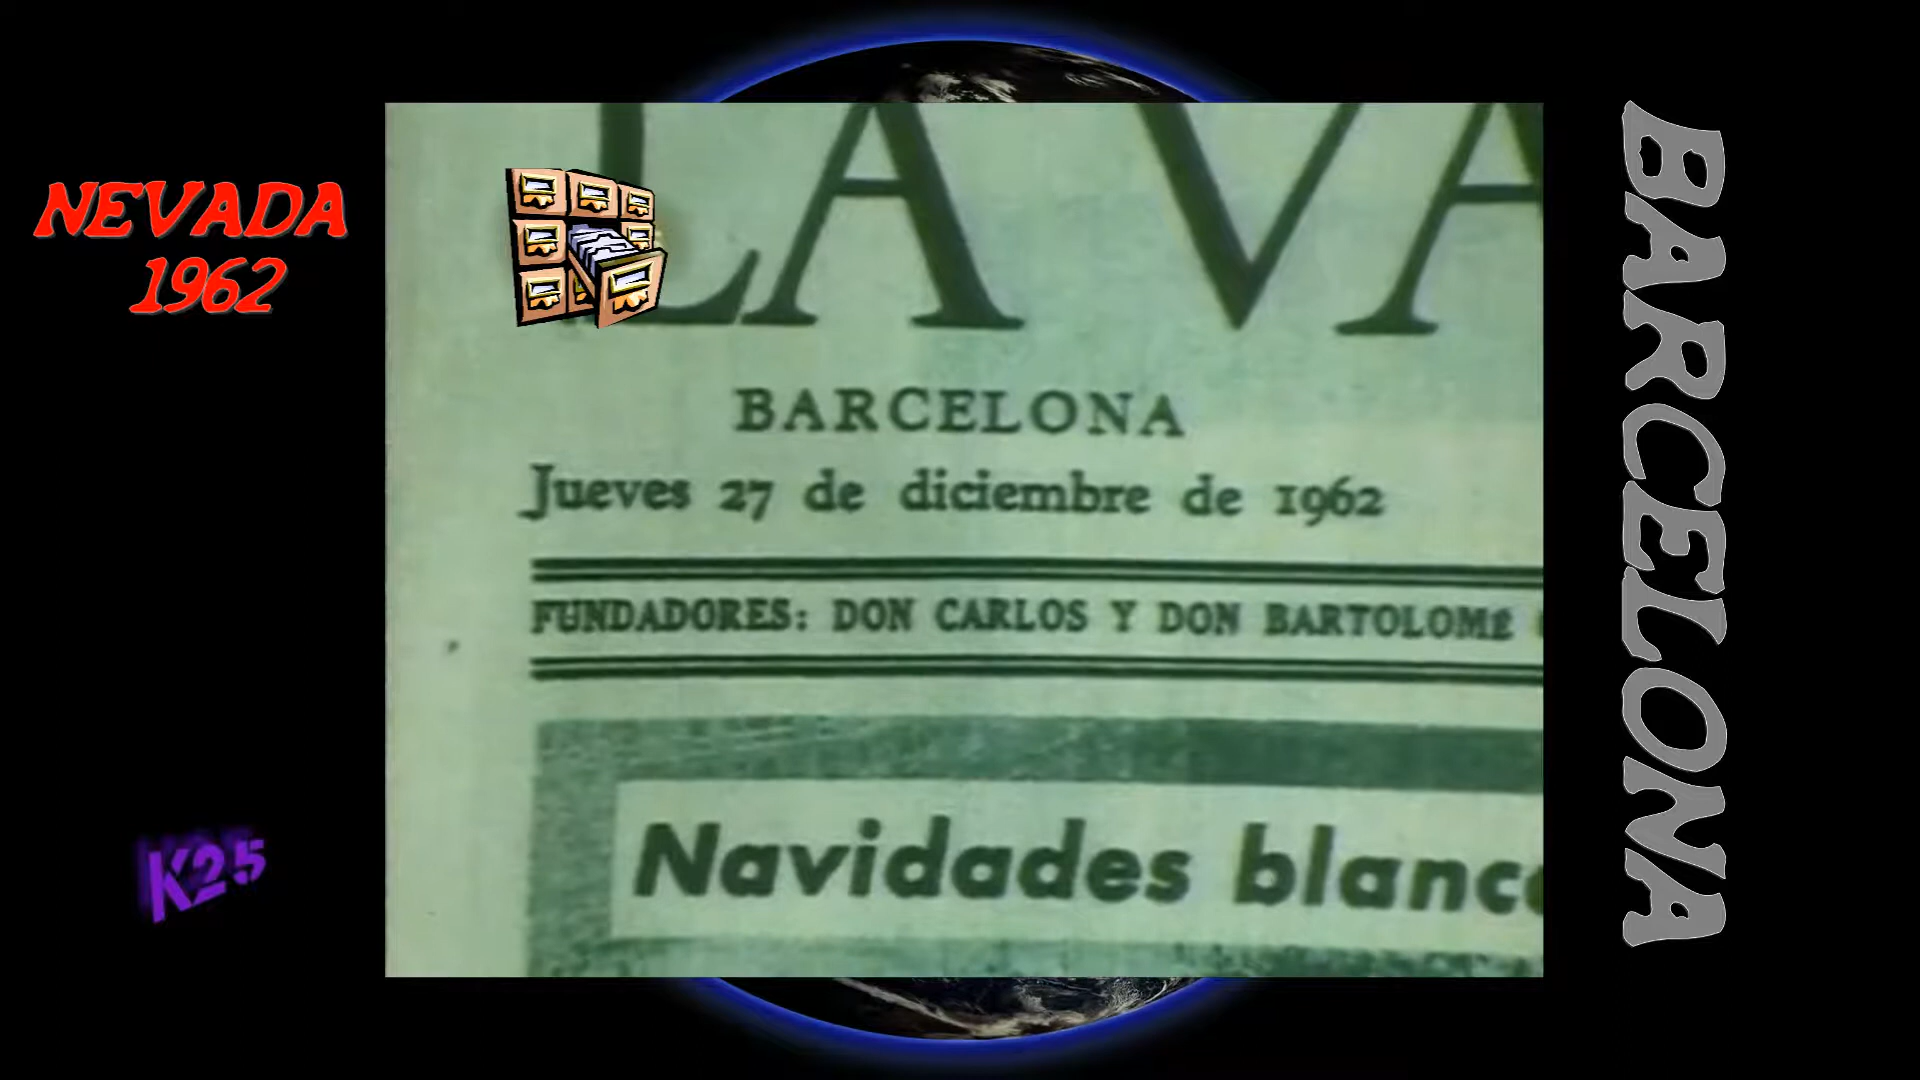 NEVADA
1962
LA VA
BARCELONA
Jueves 27 de diciembre de 1962
FUNDADORES: DON CARLOS Y DON BARTOLOMÉ
Navidades blanc
K25
BARCELONA